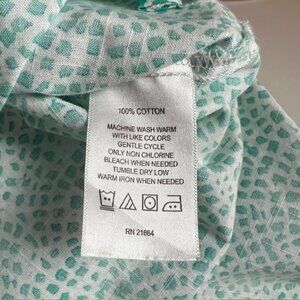 100% COTTON
MACHINE WASH WARM
WITH LIKE COLORS
GENTLE CYCLE
ONLY NON CHLORINE
BLEACH WHEN NEEDED
TUMBLE DRY LOW
WARM IRON WHEN NEEDED
RN 21664